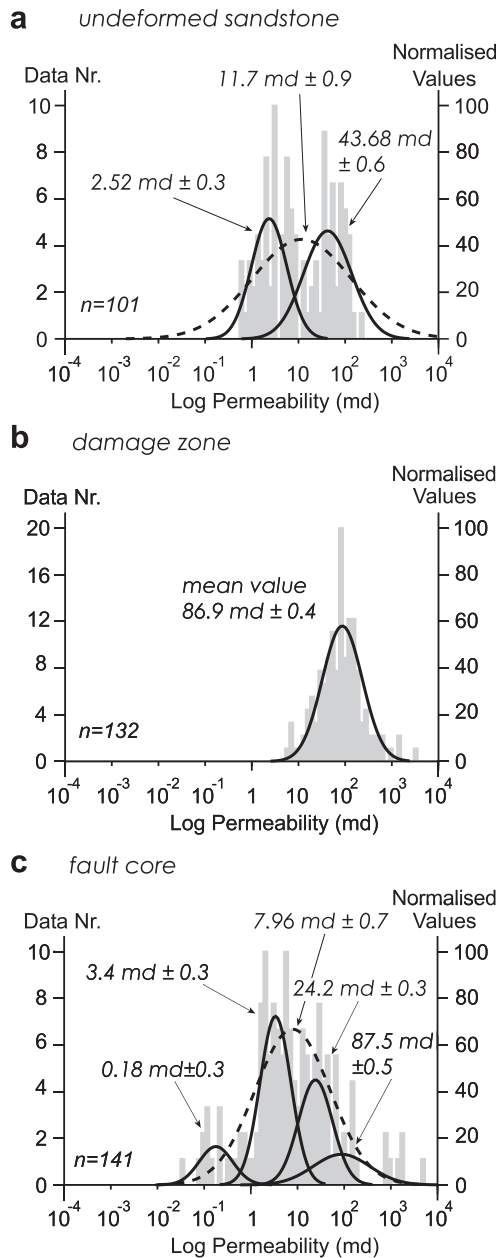 a undeformed sandstone
Data Nr.
Normalised
Values
11.7 md ± 0.9
43.68 md
± 0.6
2.52 md ± 0.3
10
8
6
4
2
0
100
80
60
40
20
0
n=101
10⁻⁴ 10⁻³ 10⁻² 10⁻¹ 1 10 10² 10³ 10⁴
Log Permeability (md)
b damage zone
Data Nr.
Normalised
Values
20
16
12
8
4
0
100
80
60
40
20
0
mean value
86.9 md ± 0.4
n=132
10⁻⁴ 10⁻³ 10⁻² 10⁻¹ 1 10 10² 10³ 10⁴
Log Permeability (md)
c fault core
Data Nr.
Normalised
Values
7.96 md ± 0.7
3.4 md ± 0.3
24.2 md ± 0.3
87.5 md
±0.5
0.18 md±0.3
10
8
6
4
2
0
100
80
60
40
20
0
n=141
10⁻⁴ 10⁻³ 10⁻² 10⁻¹ 1 10 10² 10³ 10⁴
Log Permeability (md)